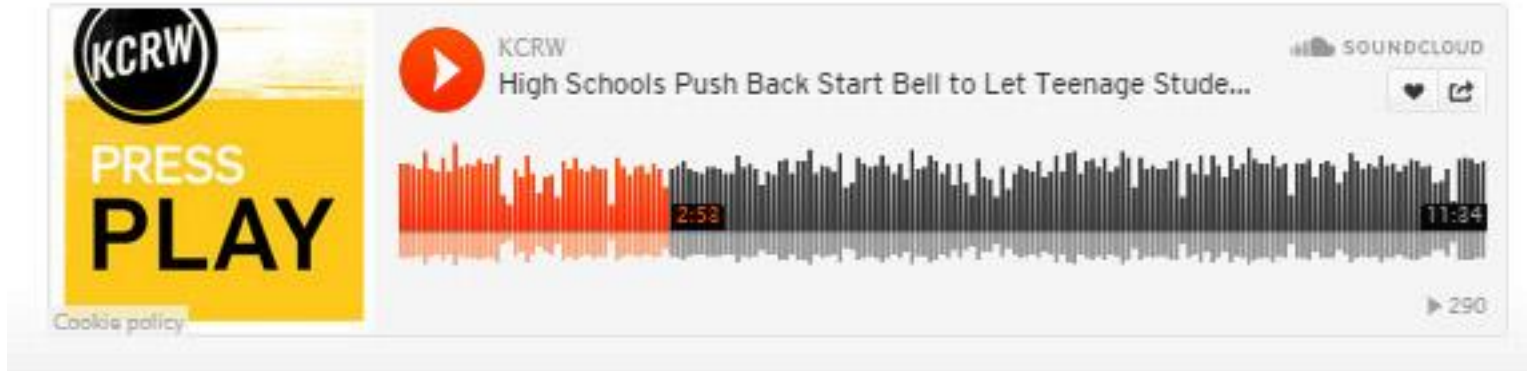 KCRW
PRESS
PLAY
Cookie policy
KCRW
High Schools Push Back Start Bell to Let Teenage Stude...
SOUNDCLOUD
2:53
11:34
290